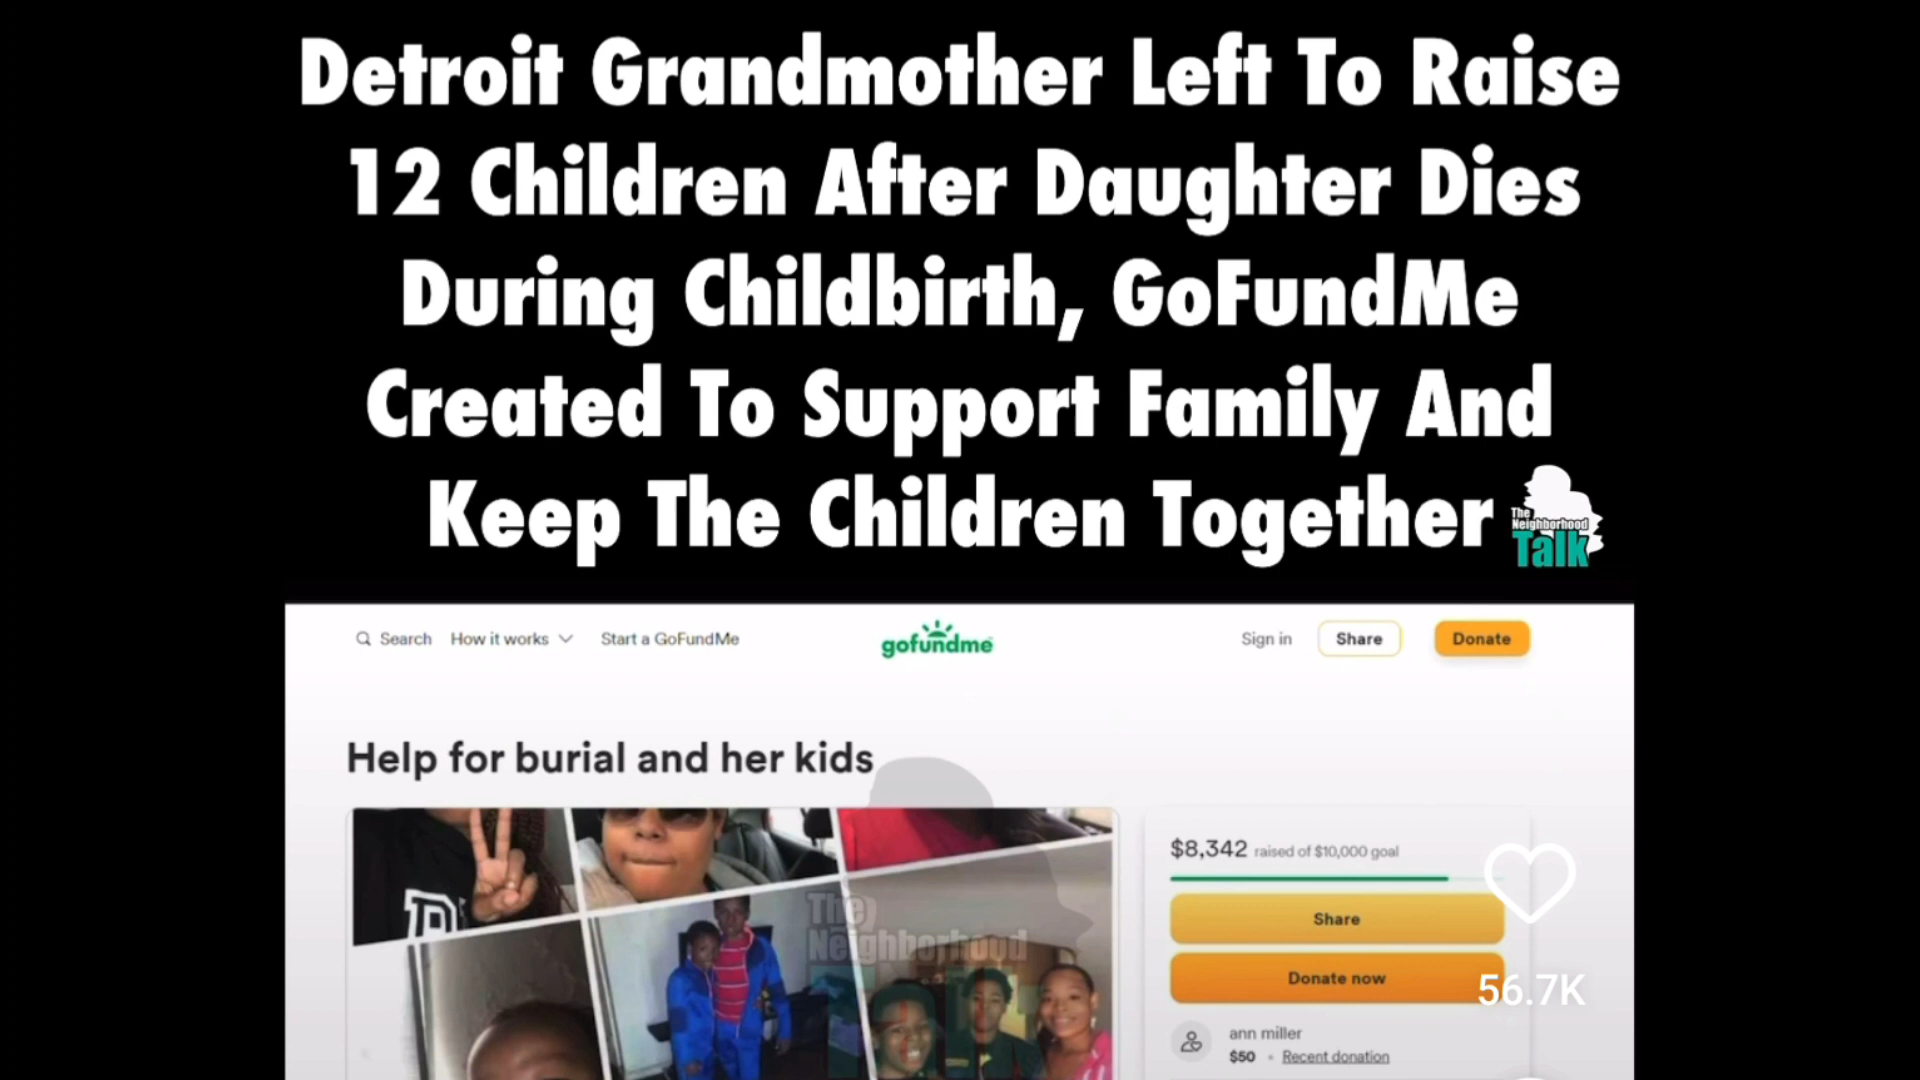 Detroit Grandmother Left To Raise
12 Children After Daughter Dies
During Childbirth, GoFundMe
Created To Support Family And
Keep The Children Together
The
Neighborhood
Talk
Search How it works Start a GoFundMe gofundme Sign in Share Donate
Help for burial and her kids
$8,342 raised of $10,000 goal
Share
The
Neighborhood
Donate now
56.7K
ann miller
$50 • Recent donation